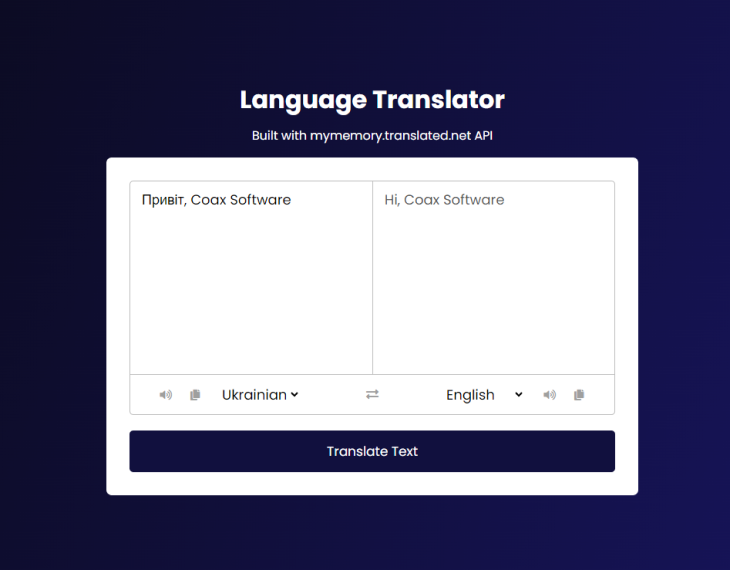 Language Translator
Built with mymemory.translated.net API
Привіт, Coax Software
Hi, Coax Software
Ukrainian
English
Translate Text